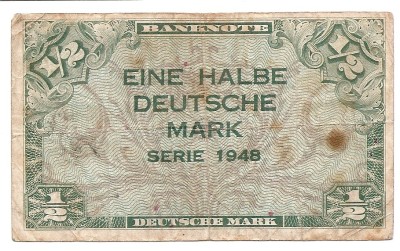 BANKNOTE
1/2 1/2
EINE HALBE
DEUTSCHE
MARK
SERIE 1948
1/2 1/2
DEUTSCHE MARK